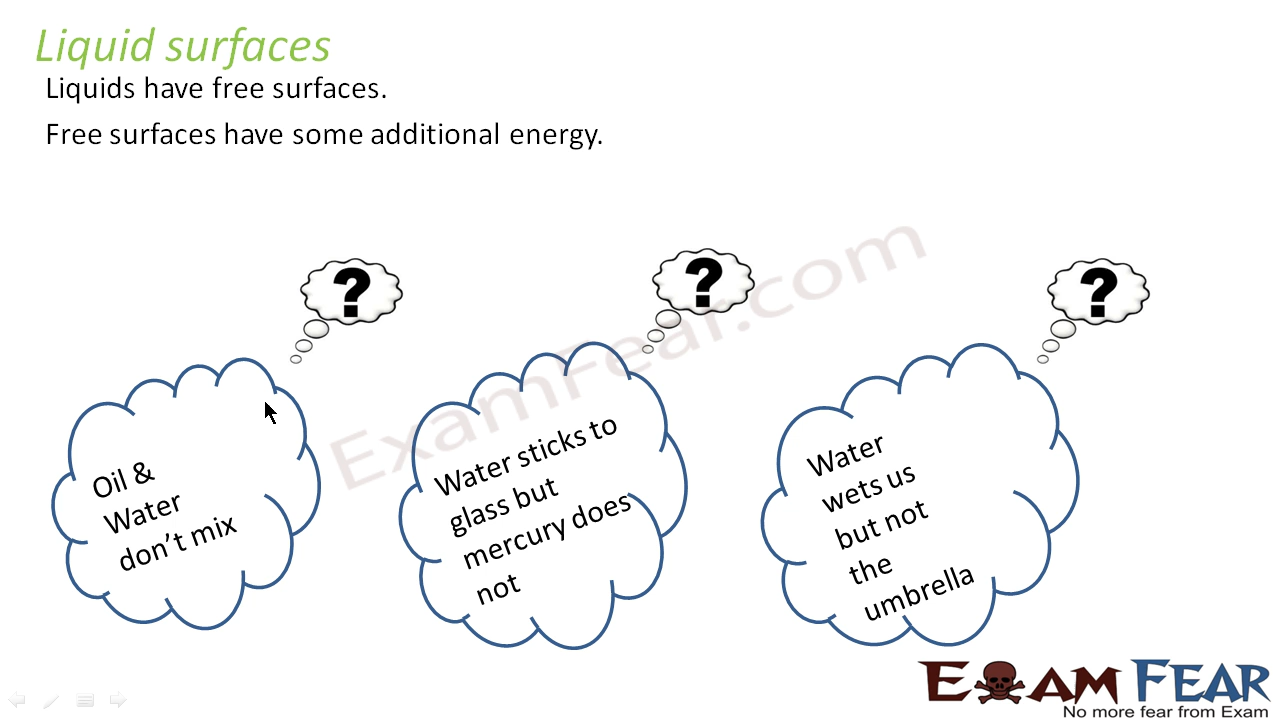 Liquid surfaces
Liquids have free surfaces.
Free surfaces have some additional energy.
?
?
?
Oil &
Water
don't mix
Water sticks to
glass but
mercury does
not
Water
wets us
but not
the
umbrella
ExamFear.com
EXAM FEAR
No more fear from Exam